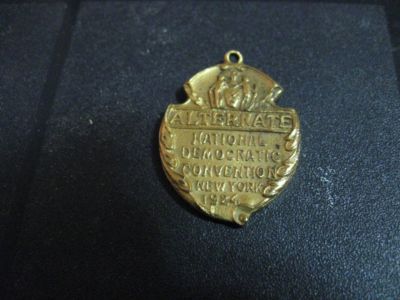 ALTERNATE
NATIONAL
DEMOCRATIC
CONVENTION
NEW YORK
1924